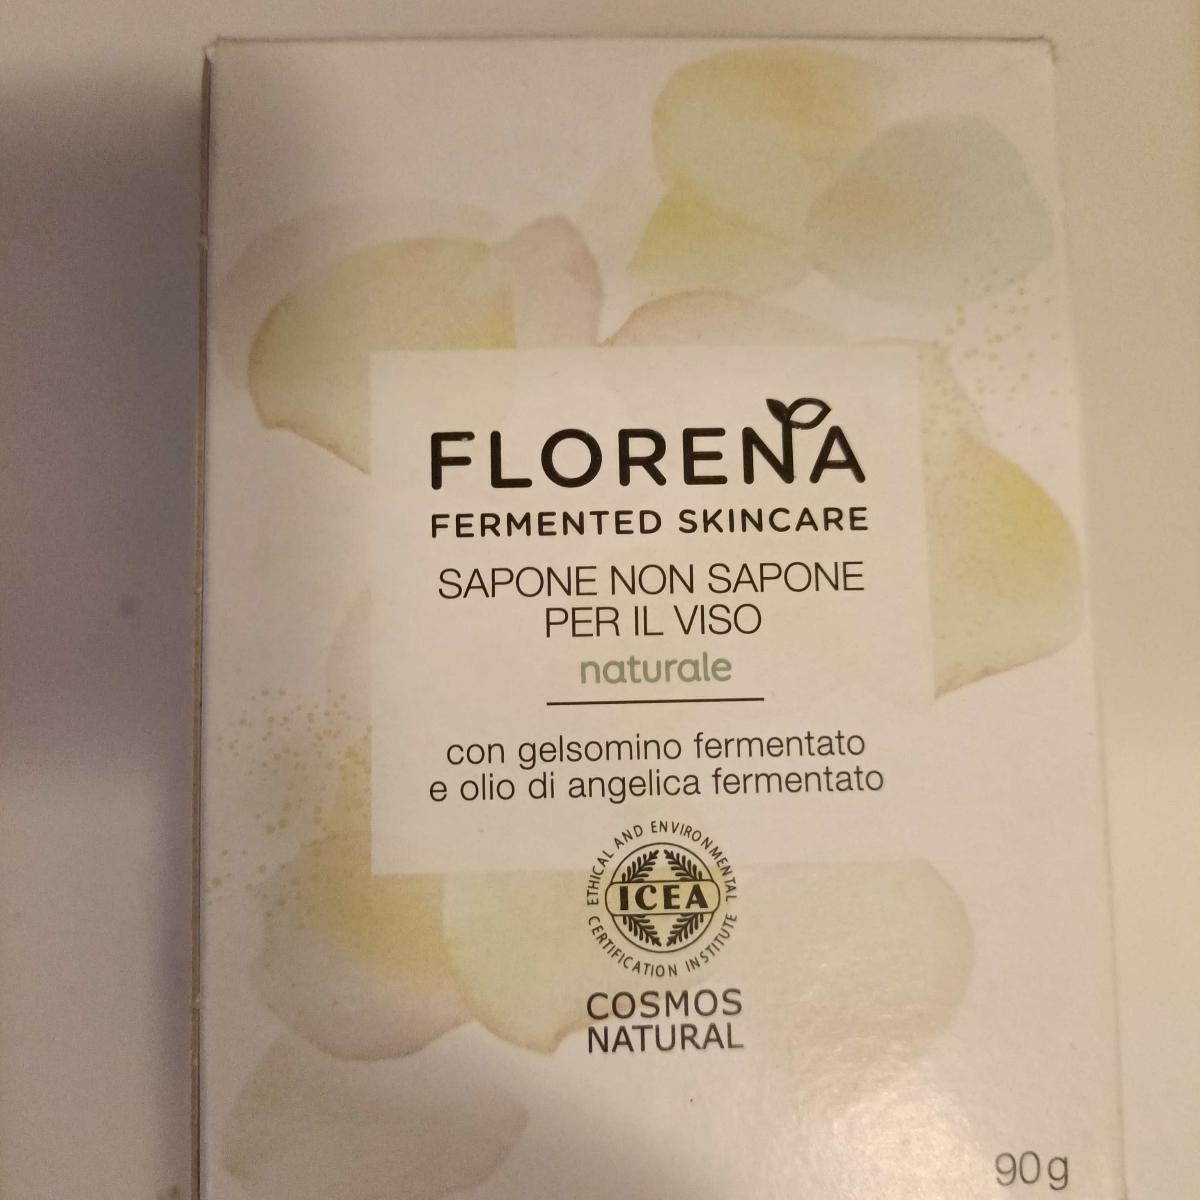 FLORENA
FERMENTED SKINCARE
SAPONE NON SAPONE
PER IL VISO
naturale
con gelsomino fermentato
e olio di angelica fermentato
ETHICAL AND ENVIRONMENTAL
ICEA
CERTIFICATION INSTITUTE
COSMOS
NATURAL
90g